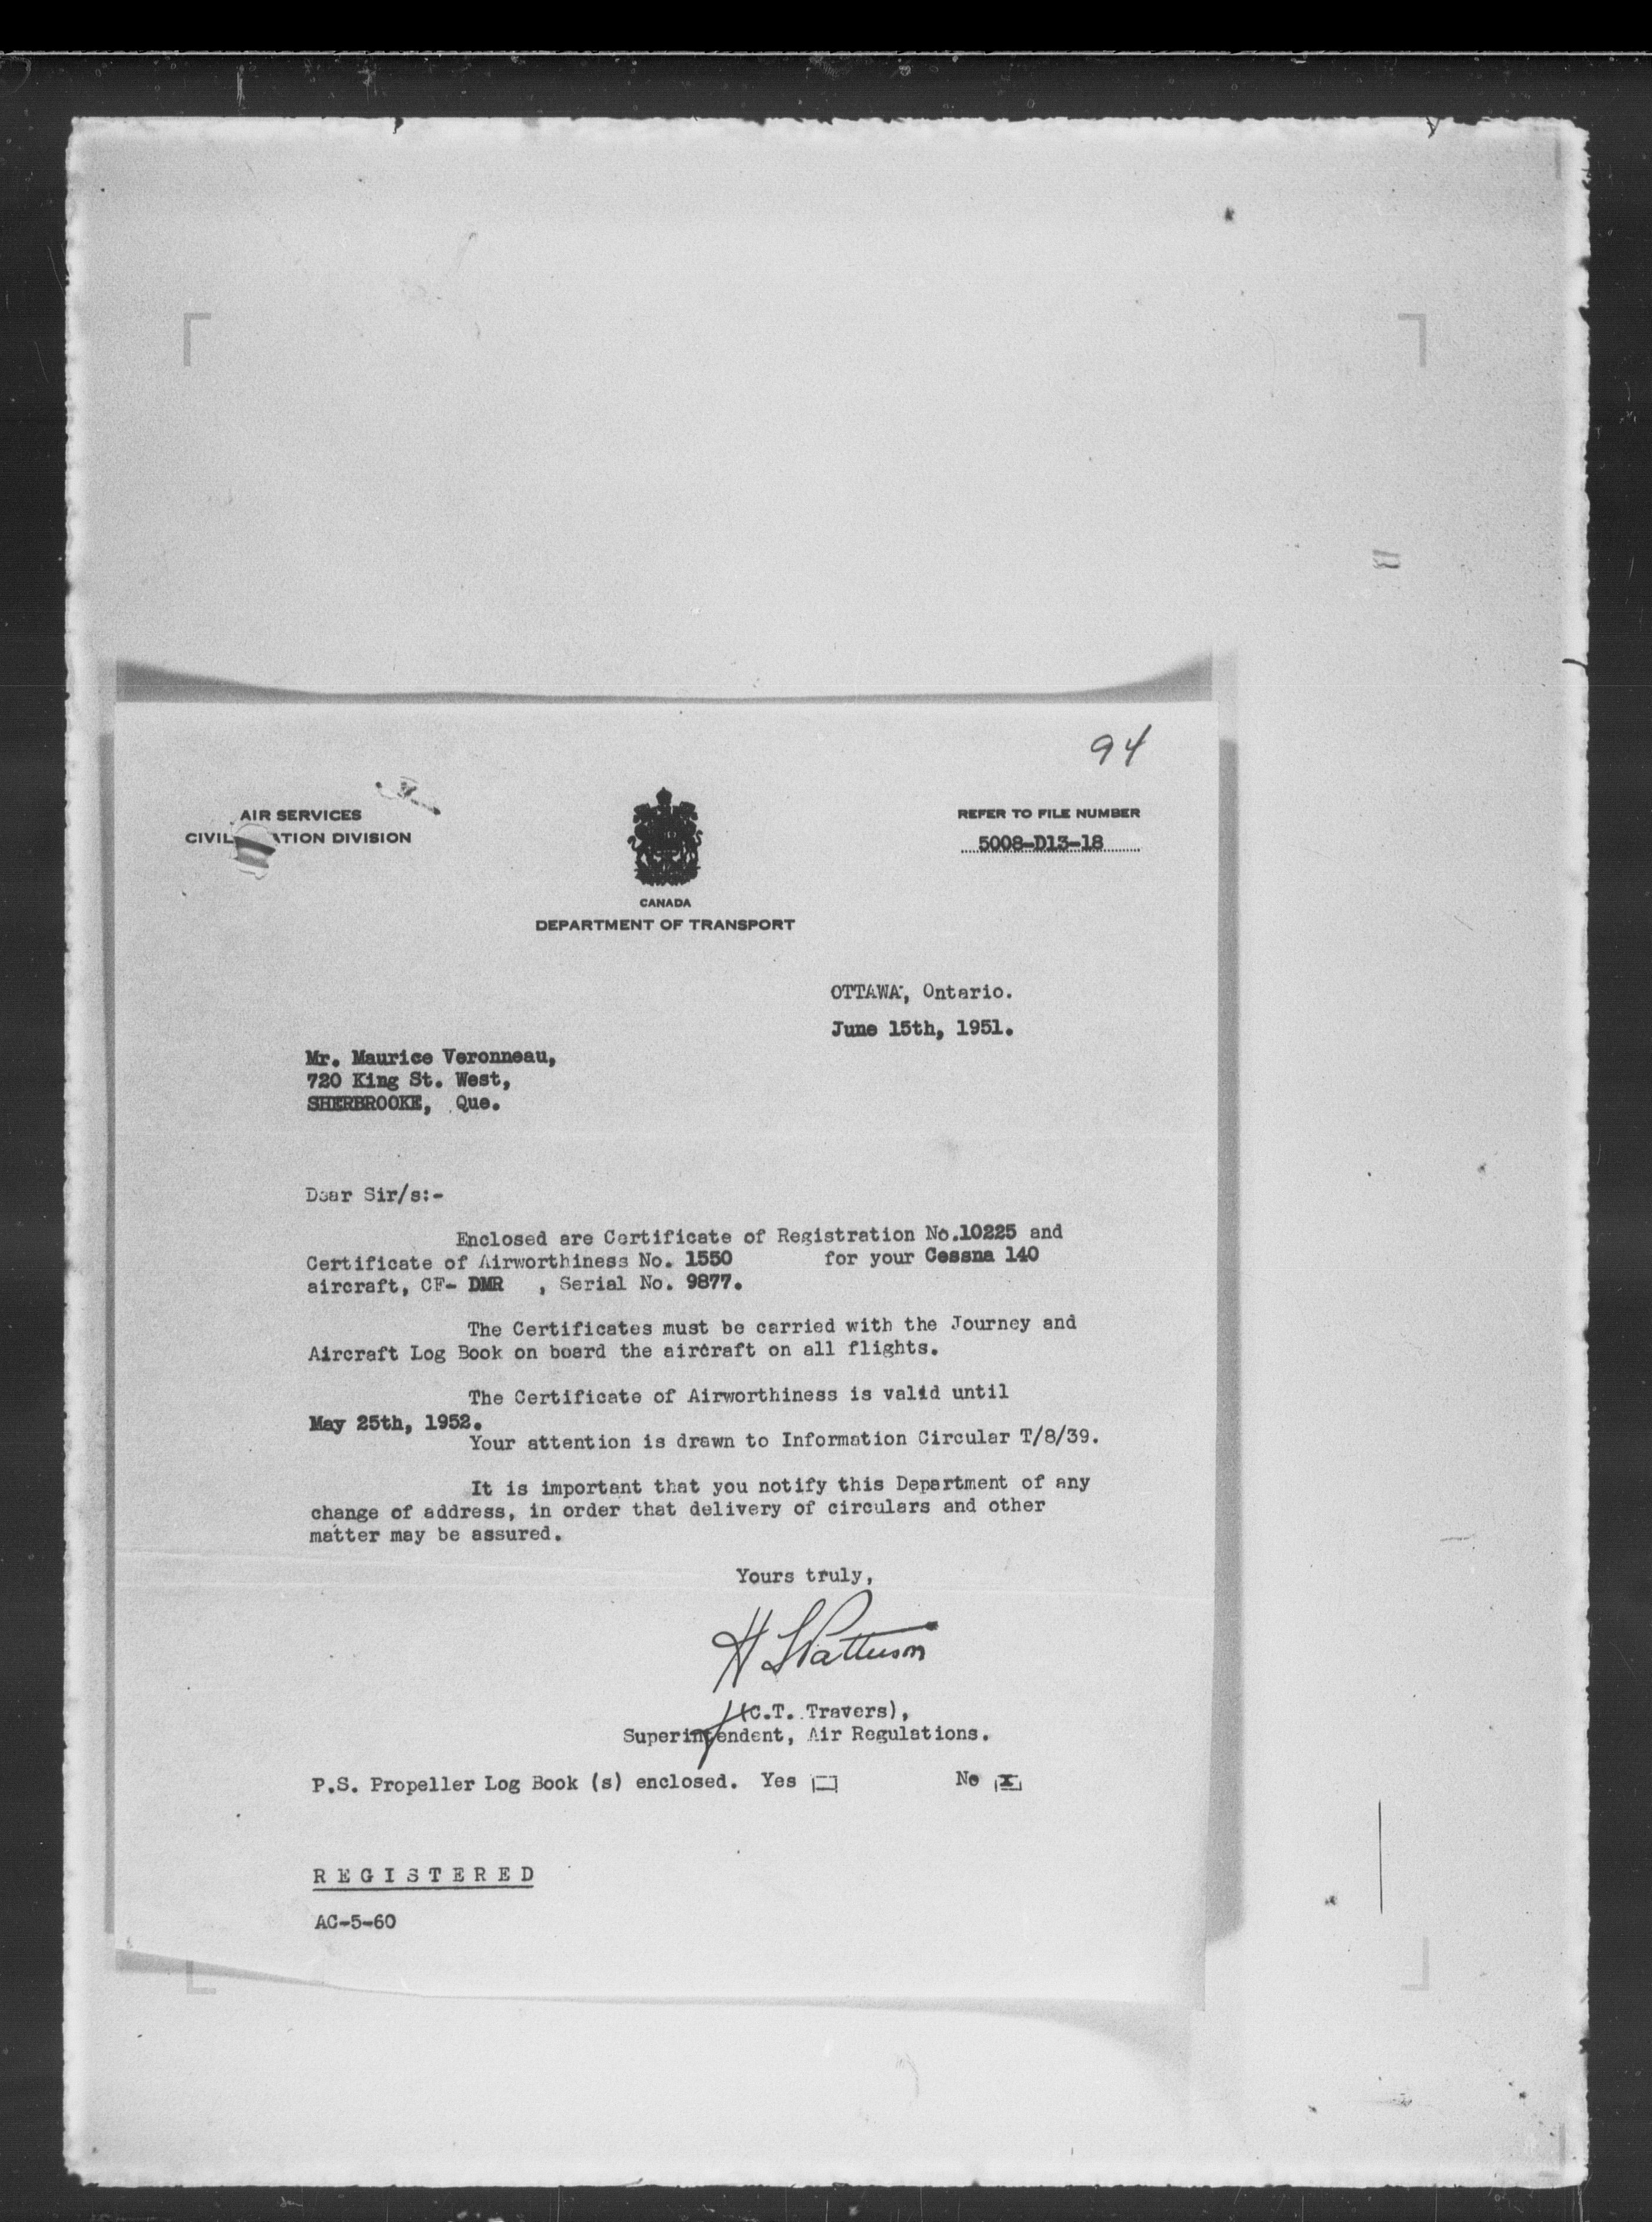 94
AIR SERVICES
CIVIL ATION DIVISION
REFER TO FILE NUMBER
5008-D13-18
CANADA
DEPARTMENT OF TRANSPORT
OTTAWA, Ontario.
June 15th, 1951.
Mr. Maurice Veronneau,
720 King St. West,
SHERBROOKE, Que.
Dear Sir/s:-
Enclosed are Certificate of Registration No.10225 and
Certificate of Airworthiness No. 1550 for your Cessna 140
aircraft, CF- DMR , Serial No. 9877.
The Certificates must be carried with the Journey and
Aircraft Log Book on board the aircraft on all flights.
The Certificate of Airworthiness is valid until
May 25th, 1952.
Your attention is drawn to Information Circular T/8/39.
It is important that you notify this Department of any
change of address, in order that delivery of circulars and other
matter may be assured.
Yours truly,
H S Patterson
(C.T. Travers),
Superintendent, Air Regulations.
P.S. Propeller Log Book (s) enclosed. Yes No x
REGISTERED
AC-5-60